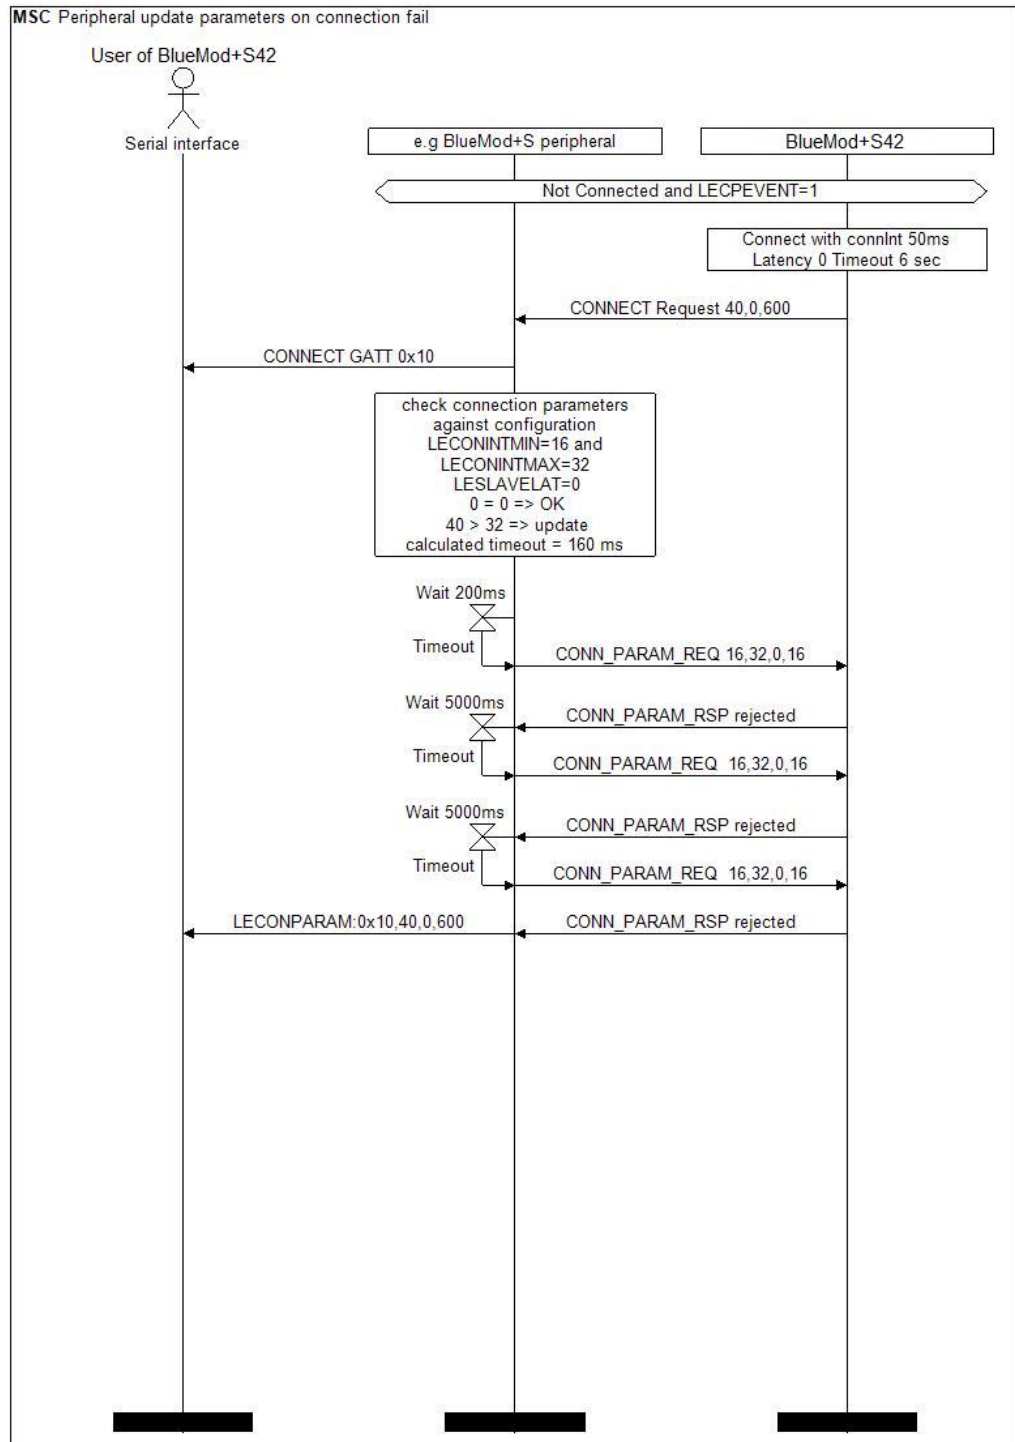 MSC Peripheral update parameters on connection fail
User of BlueMod+S42
Serial interface
e.g BlueMod+S peripheral
BlueMod+S42
Not Connected and LECPEVENT=1
Connect with connInt 50ms
Latency 0 Timeout 6 sec
CONNECT Request 40,0,600
CONNECT GATT 0x10
check connection parameters
against configuration
LECONINTMIN=16 and
LECONINTMAX=32
LESLAVELAT=0
0 = 0 => OK
40 > 32 => update
calculated timeout = 160 ms
Wait 200ms
Timeout
CONN_PARAM_REQ 16,32,0,16
Wait 5000ms
CONN_PARAM_RSP rejected
Timeout
CONN_PARAM_REQ 16,32,0,16
Wait 5000ms
CONN_PARAM_RSP rejected
Timeout
CONN_PARAM_REQ 16,32,0,16
LECONPARAM:0x10,40,0,600
CONN_PARAM_RSP rejected